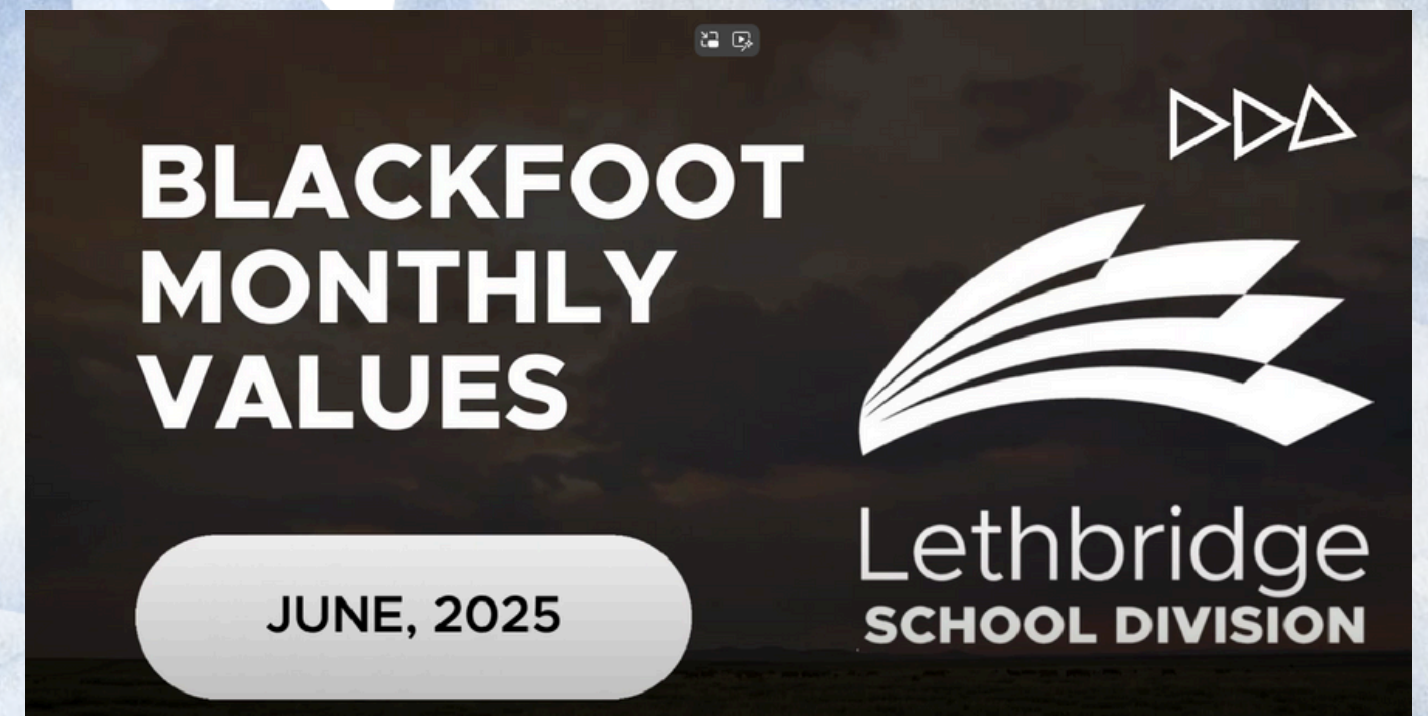 BLACKFOOT
MONTHLY
VALUES
JUNE, 2025
Lethbridge
SCHOOL DIVISION